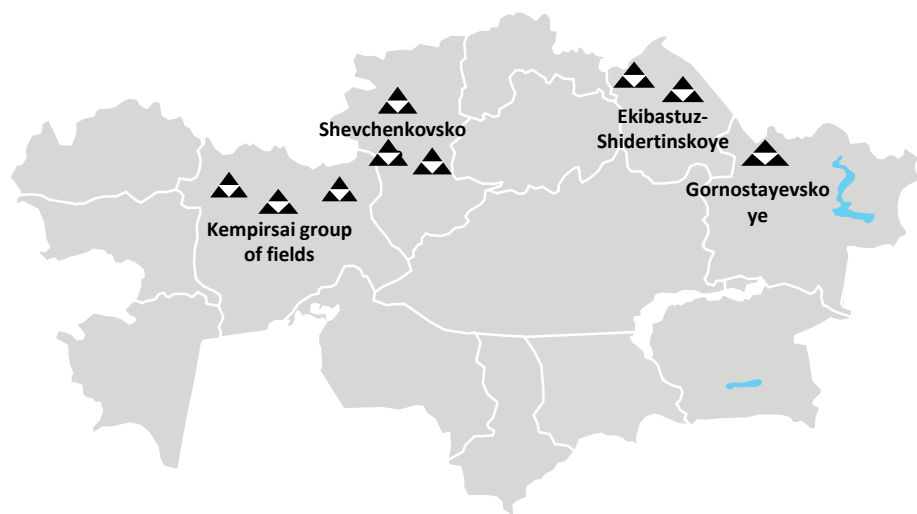 Shevchenkovsko
Ekibastuz-
Shidertinskoye
Gornostayevsko
ye
Kempirsai group
of fields